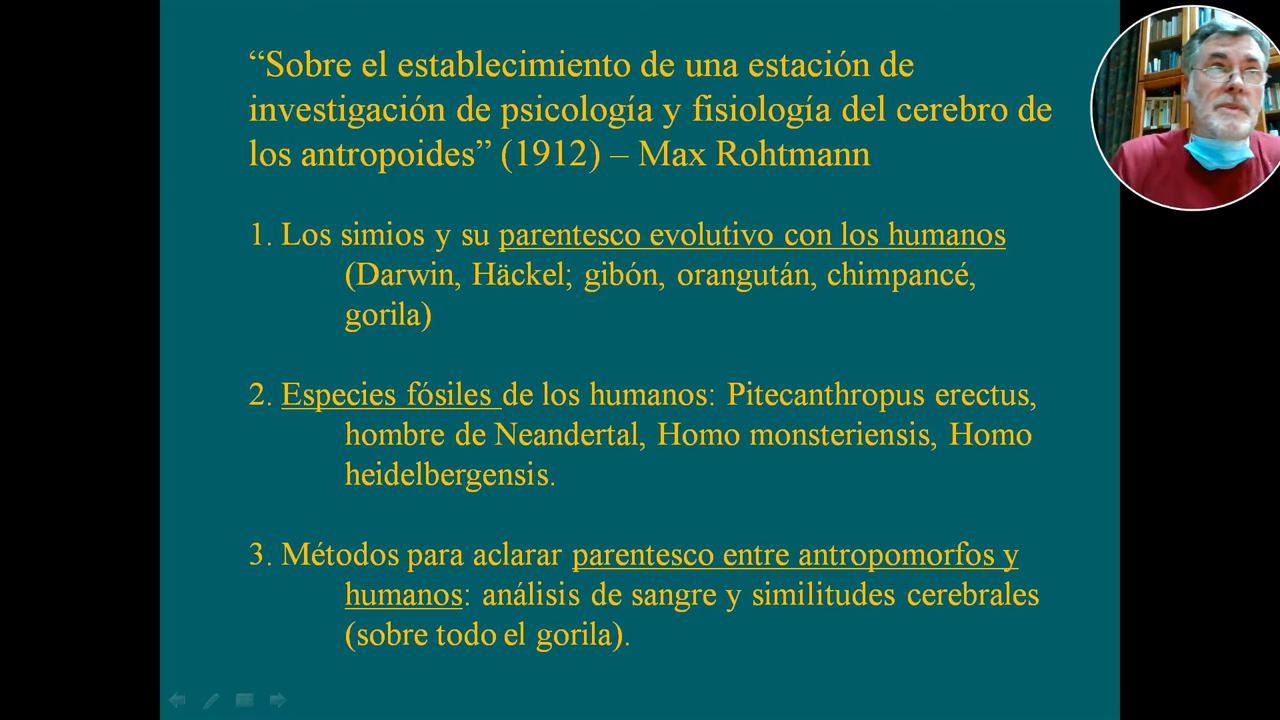 “Sobre el establecimiento de una estación de
investigación de psicología y fisiología del cerebro de
los antropoides” (1912) – Max Rohtmann
1. Los simios y su parentesco evolutivo con los humanos
(Darwin, Häckel; gibón, orangután, chimpancé,
gorila)
2. Especies fósiles de los humanos: Pitecanthropus erectus,
hombre de Neandertal, Homo monsteriensis, Homo
heidelbergensis.
3. Métodos para aclarar parentesco entre antropomorfos y
humanos: análisis de sangre y similitudes cerebrales
(sobre todo el gorila).